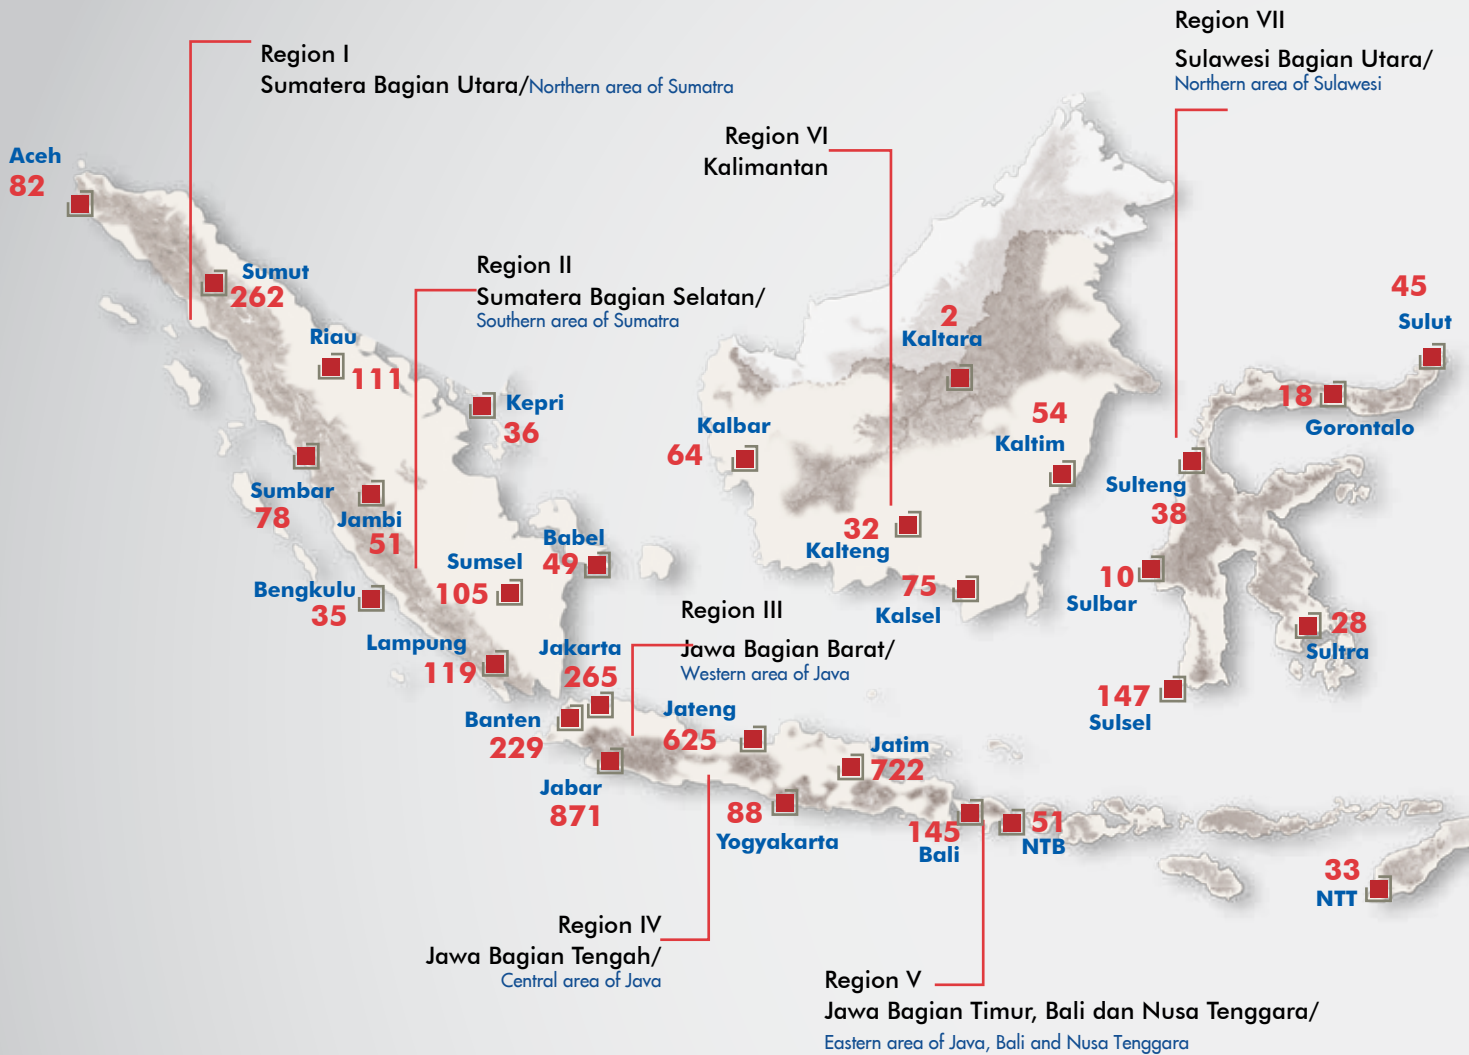 Region VII
Sulawesi Bagian Utara/
Northern area of Sulawesi
Region I
Sumatera Bagian Utara/Northern area of Sumatra
Region VI
Kalimantan
Aceh
82
Sumut
262
Region II
Sumatera Bagian Selatan/
Southern area of Sumatra
Riau
111
Kepri
36
2
Kaltara
45
Sulut
18
Gorontalo
Kalbar
64
54
Kaltim
Sulteng
38
Sumbar
78
Jambi
51
32
Kalteng
Babel
49
Sumsel
105
Bengkulu
35
75
Kalsel
10
Sulbar
28
Sultra
Region III
Jawa Bagian Barat/
Western area of Java
Lampung
119
Jakarta
265
147
Sulsel
Banten
229
Jateng
625
Jatim
722
Jabar
871
88
Yogyakarta
145
Bali
51
NTB
33
NTT
Region IV
Jawa Bagian Tengah/
Central area of Java
Region V
Jawa Bagian Timur, Bali dan Nusa Tenggara/
Eastern area of Java, Bali and Nusa Tenggara